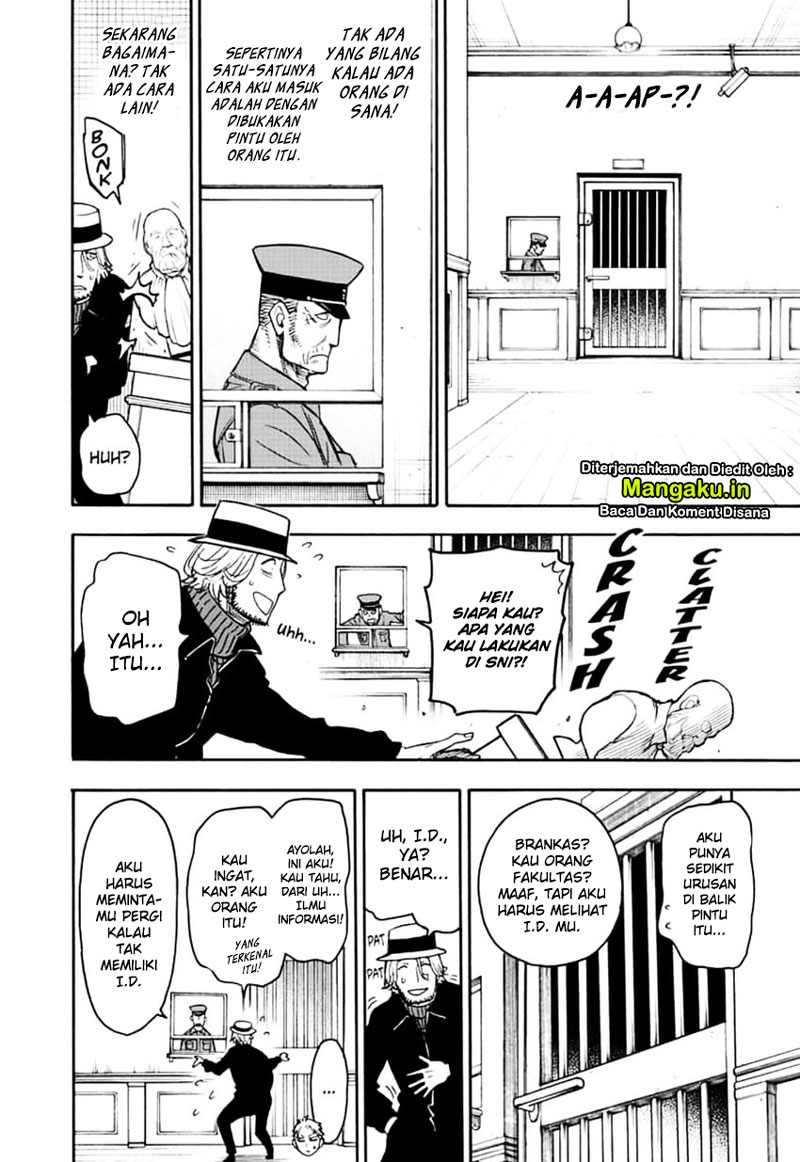 A-A-AP-?!
TAK ADA
YANG BILANG
KALAU ADA
ORANG DI
SANA!
SEPERTINYA
SATU-SATUNYA
CARA AKU MASUK
ADALAH DENGAN
DIBUKAKAN
PINTU OLEH
ORANG ITU.
SEKARANG
BAGAIMA-
NA? TAK
ADA CARA
LAIN!
BONK
HUH?
Diterjemahkan dan Diedit Oleh :
Mangaku.in
Baca Dan Koment Disana
CLATTER
CRASH
HEI!
SIAPA KAU?
APA YANG
KAU LAKUKAN
DI SNI?!
Uhh...
OH
YAH...
ITU...
AKU
PUNYA
SEDIKIT
URUSAN
DI BALIK
PINTU
ITU...
BRANKAS?
KAU ORANG
FAKULTAS?
MAAF, TAPI AKU
HARUS MELIHAT
I.D. MU.
UH, I.D.,
YA?
BENAR...
PAT
PAT
AYOLAH,
INI AKU!
KAU TAHU,
DARI UH...
ILMU
INFORMASI!
KAU
INGAT,
KAN? AKU
ORANG
ITU!
YANG
TERKENAL
ITU!
AKU
HARUS
MEMINTA-
MU PERGI
KALAU
TAK
MEMILIKI
I.D.
...